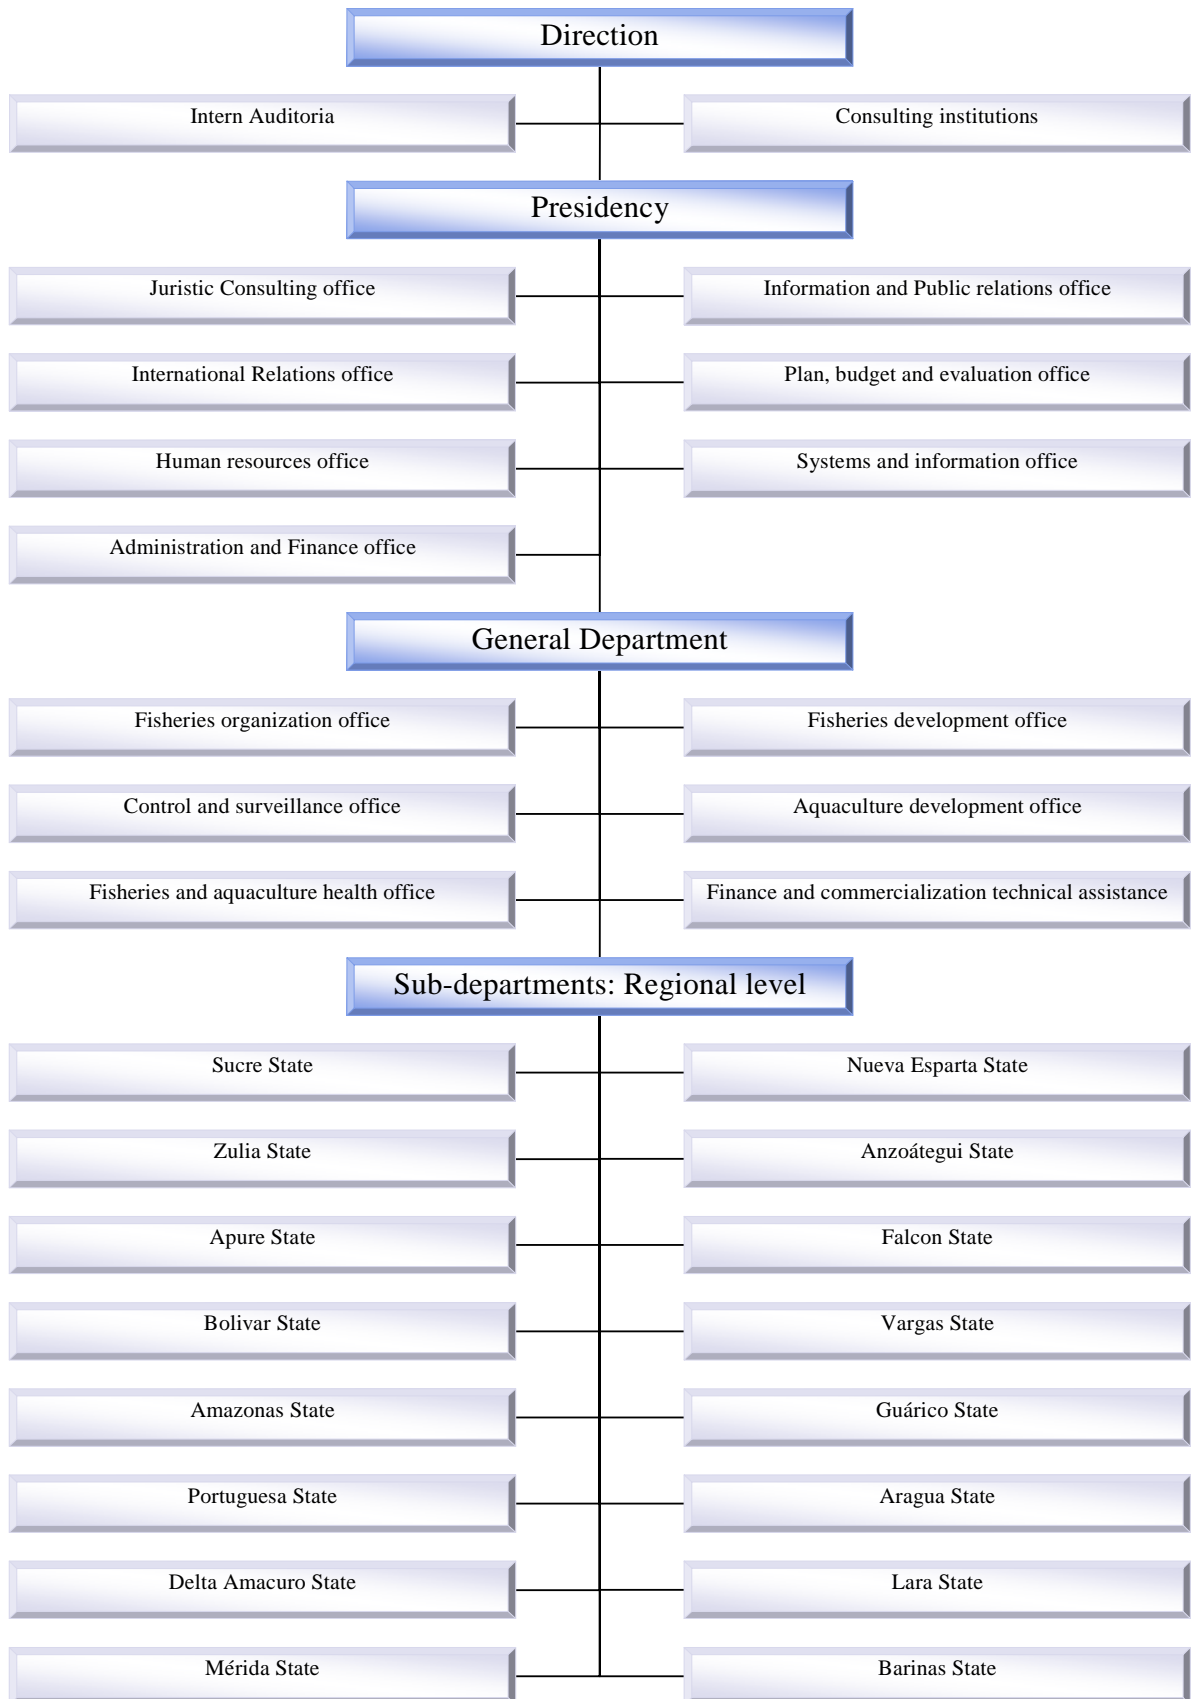 Direction
Intern Auditoria
Consulting institutions
Presidency
Juristic Consulting office
Information and Public relations office
International Relations office
Plan, budget and evaluation office
Human resources office
Systems and information office
Administration and Finance office
General Department
Fisheries organization office
Fisheries development office
Control and surveillance office
Aquaculture development office
Fisheries and aquaculture health office
Finance and commercialization technical assistance
Sub-departments: Regional level
Sucre State
Nueva Esparta State
Zulia State
Anzoátegui State
Apure State
Falcon State
Bolivar State
Vargas State
Amazonas State
Guárico State
Portuguesa State
Aragua State
Delta Amacuro State
Lara State
Mérida State
Barinas State